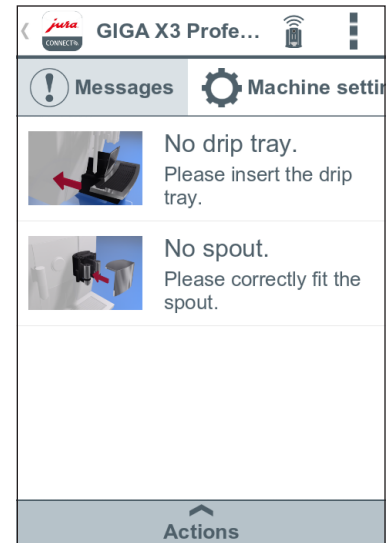 jura
CONNECT
GIGA X3 Profe...
Messages
Machine settin
No drip tray.
Please insert the drip
tray.
No spout.
Please correctly fit the
spout.
Actions